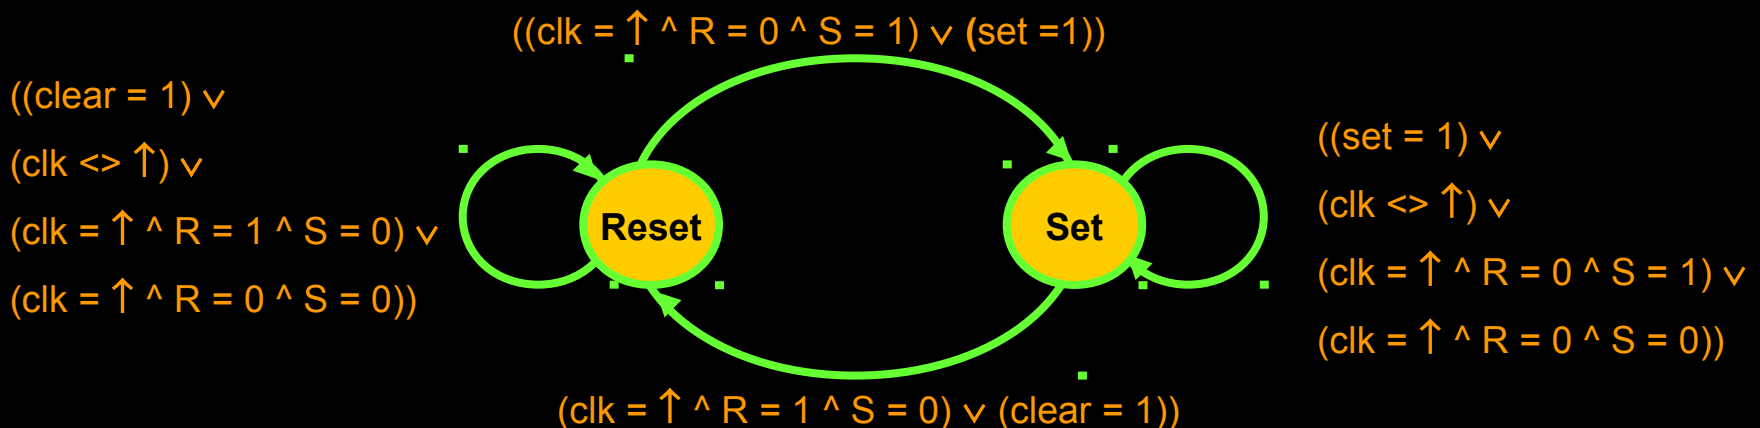 ((clk = ↑ ^ R = 0 ^ S = 1) ∨ (set =1))
((clear = 1) ∨
(clk <> ↑) ∨
(clk = ↑ ^ R = 1 ^ S = 0) ∨
(clk = ↑ ^ R = 0 ^ S = 0))
Reset
Set
((set = 1) ∨
(clk <> ↑) ∨
(clk = ↑ ^ R = 0 ^ S = 1) ∨
(clk = ↑ ^ R = 0 ^ S = 0))
(clk = ↑ ^ R = 1 ^ S = 0) ∨ (clear = 1))